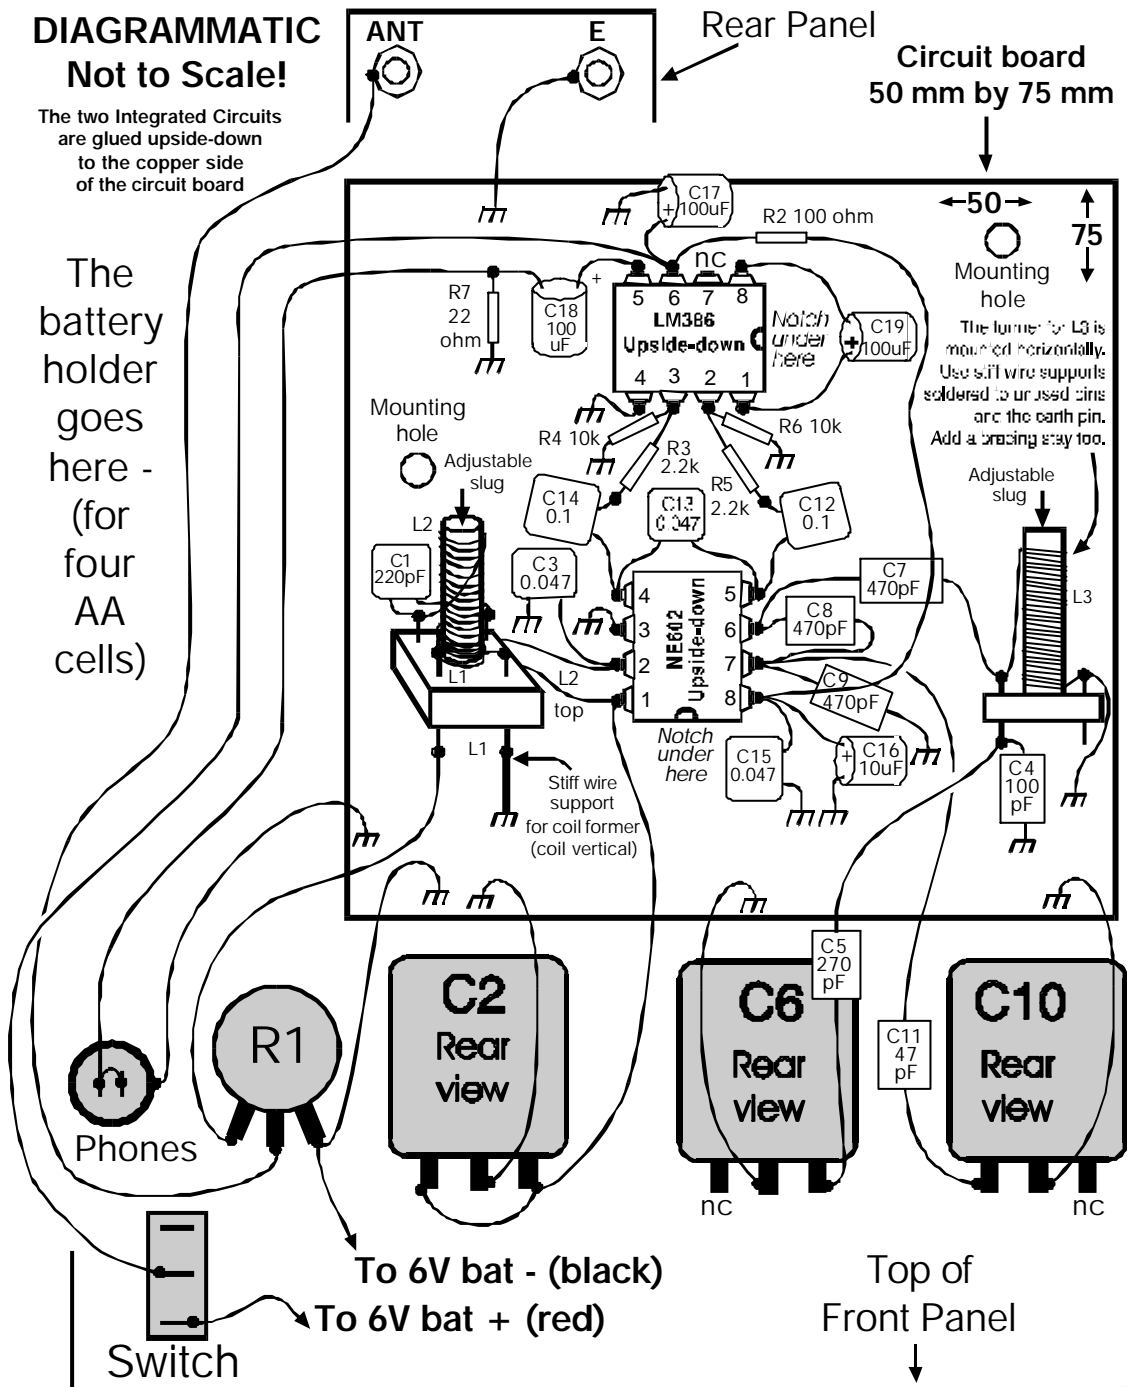 DIAGRAMMATIC
Not to Scale!
The two Integrated Circuits
are glued upside-down
to the copper side
of the circuit board
ANT
E
Rear Panel
Circuit board
50 mm by 75 mm
50
75
Mounting
hole
The former for L3 is
mounted horizontally.
Use stiff wire supports
soldered to unused pins
and the earth pin.
Add a bracing stay too.
Adjustable
slug
L3
The
battery
holder
goes
here -
(for
four
AA
cells)
C17
+
100uF
R2 100 ohm
nc
R7
22
ohm
C18
100
uF
+
5 6 7 8
LM386
Upside-down
4 3 2 1
Notch
under
here
C19
+
100uF
Mounting
hole
Adjustable
slug
R4 10k
R3
2.2k
R6 10k
R5
2.2k
C14
0.1
C13
0.047
C12
0.1
L2
C1
220pF
C3
0.047
C7
470pF
C8
470pF
C9
470pF
4 5
3 6
2 7
1 8
NE602
Upside-down
Notch
under
here
L1
L2
top
L1
Stiff wire
support
for coil former
(coil vertical)
C15
0.047
+
C16
10uF
C4
100
pF
C5
270
pF
C11
47
pF
R1
C2
Rear
view
C6
Rear
view
C10
Rear
view
Phones
nc
nc
To 6V bat - (black)
To 6V bat + (red)
Switch
Top of
Front Panel